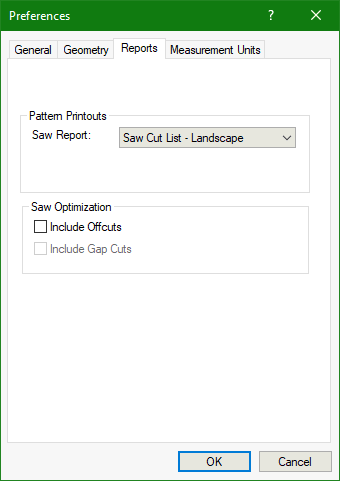 Preferences ?
General Geometry Reports Measurement Units
Pattern Printouts
Saw Report: Saw Cut List - Landscape
Saw Optimization
Include Offcuts
Include Gap Cuts
OK Cancel